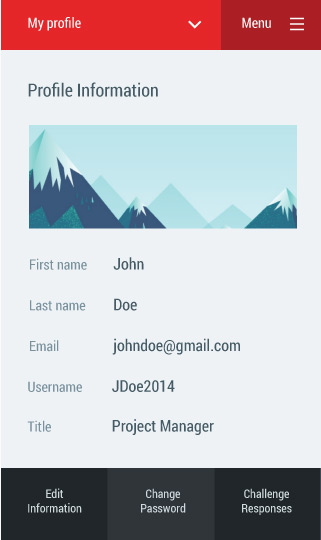 My profile
Menu
Profile Information
First name John
Last name Doe
Email johndoe@gmail.com
Username JDoe2014
Title Project Manager
Edit
Information
Change
Password
Challenge
Responses